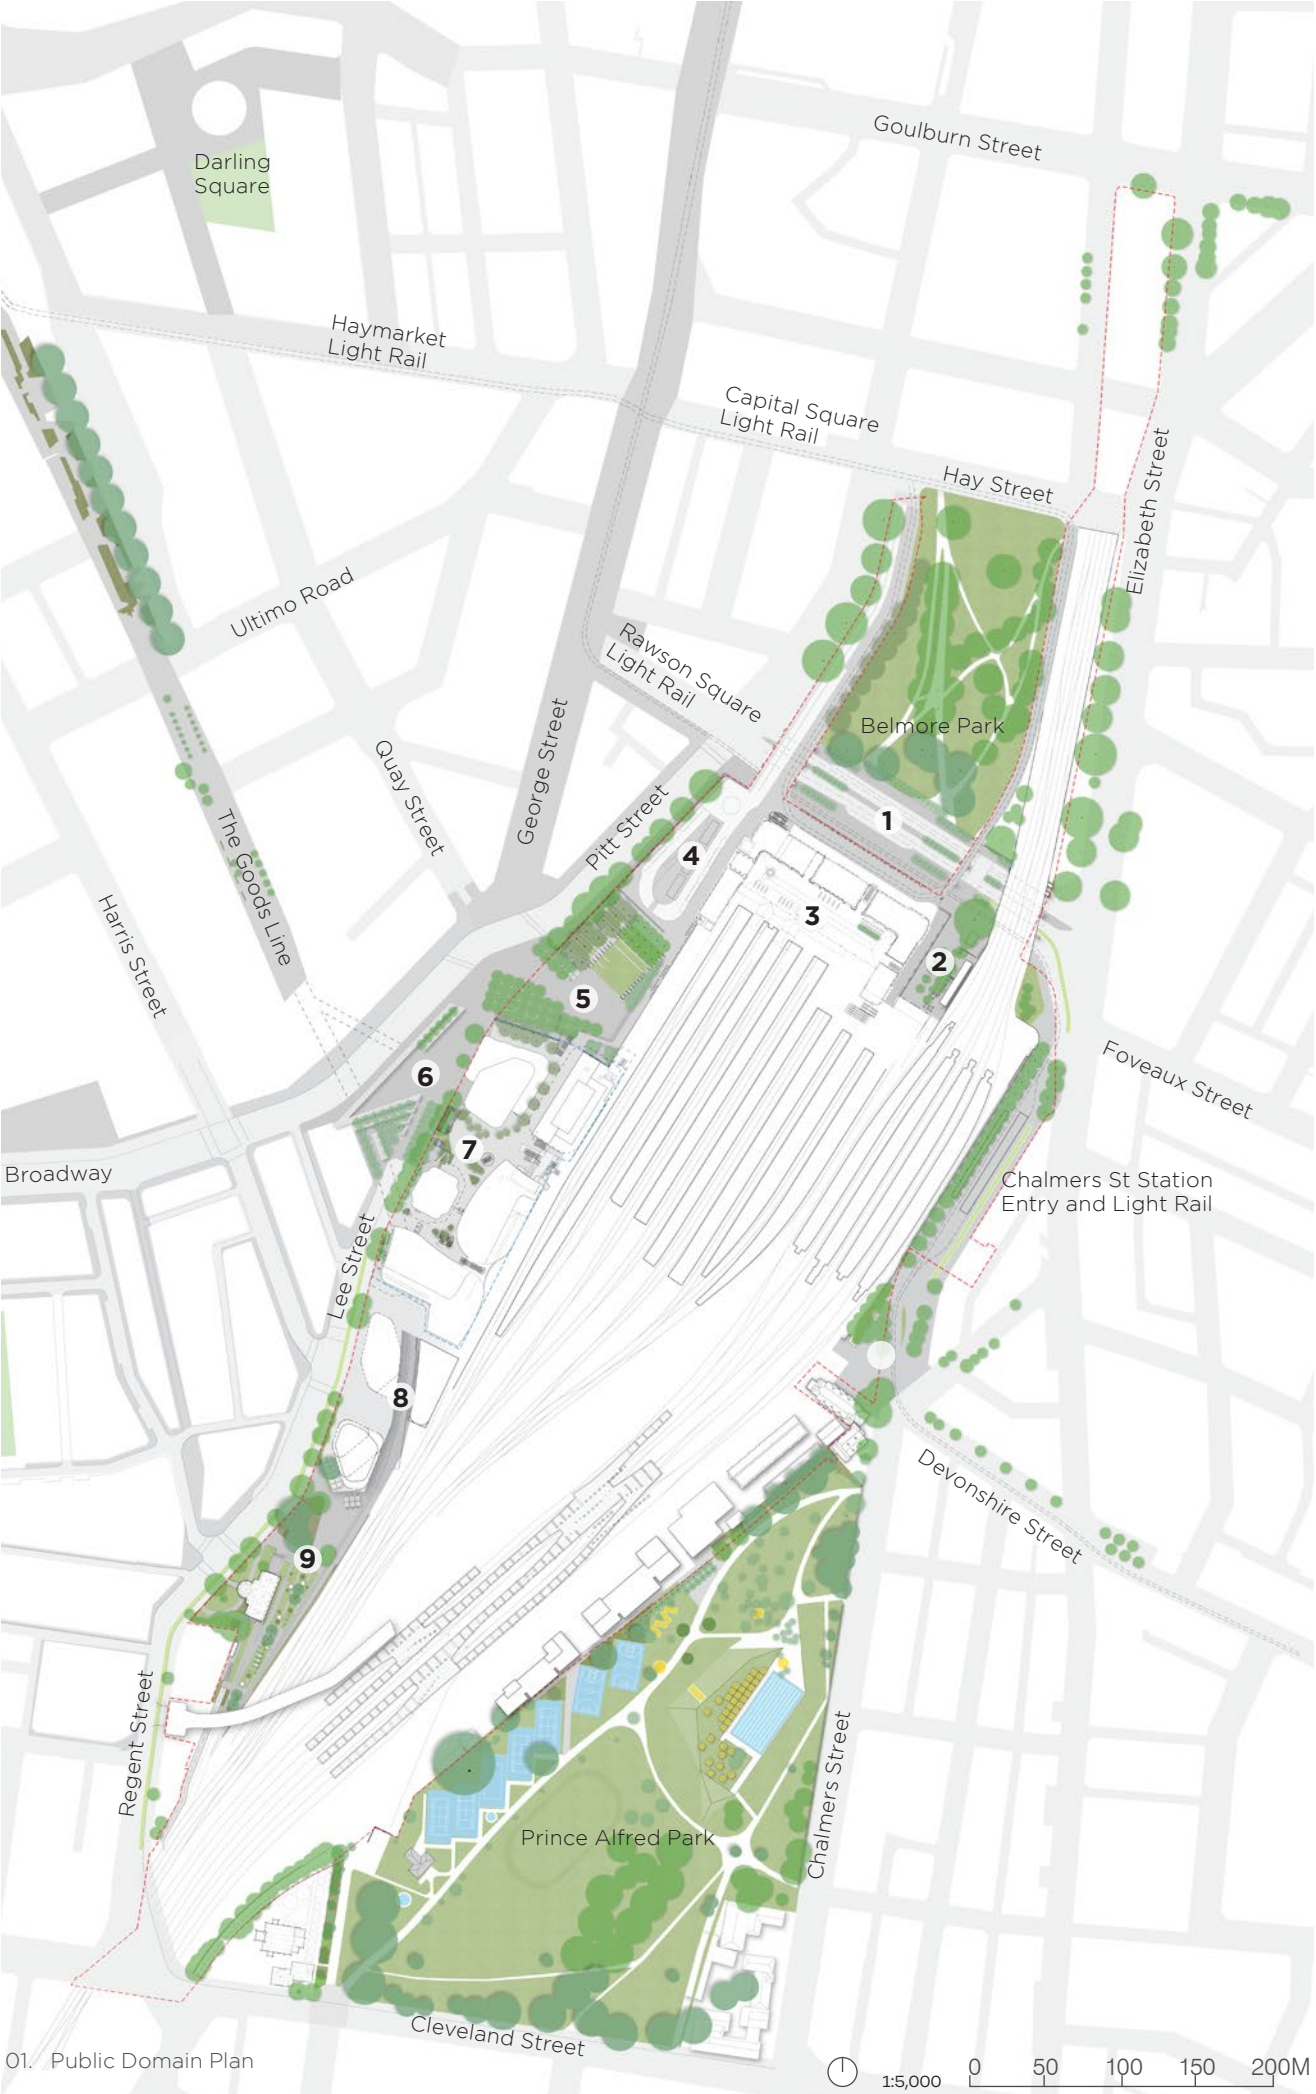 Goulburn Street
Darling
Square
Haymarket
Light Rail
Capital Square
Light Rail
Hay Street
Elizabeth Street
Ultimo Road
Rawson Square
Light Rail
Belmore Park
George Street
Quay Street
Pitt Street
The Goods Line
Harris Street
1
4
3
2
5
6
7
Foveaux Street
Broadway
Chalmers St Station
Entry and Light Rail
Lee Street
8
Devonshire Street
9
Regent Street
Chalmers Street
Prince Alfred Park
Cleveland Street
01. Public Domain Plan
1:5,000
0 50 100 150 200M